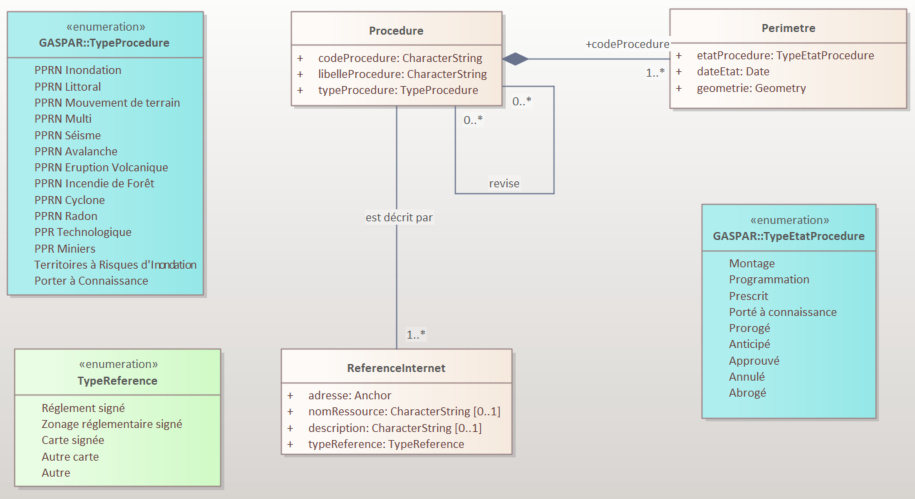 «enumeration»
GASPAR::TypeProcedure
PPRN Inondation
PPRN Littoral
PPRN Mouvement de terrain
PPRN Multi
PPRN Séisme
PPRN Avalanche
PPRN Eruption Volcanique
PPRN Incendie de Forêt
PPRN Cyclone
PPRN Radon
PPR Technologique
PPR Miniers
Territoires à Risques d'Inondation
Porter à Connaissance
Procedure
+ codeProcedure: CharacterString
+ libelleProcedure: CharacterString
+ typeProcedure: TypeProcedure
+codeProcedure
1..*
Perimetre
+ etatProcedure: TypeEtatProcedure
+ dateEtat: Date
+ geometrie: Geometry
0..*
0..*
revise
est décrit par
1..*
«enumeration»
GASPAR::TypeEtatProcedure
Montage
Programmation
Prescrit
Porté à connaissance
Prorogé
Anticipé
Approuvé
Annulé
Abrogé
«enumeration»
TypeReference
Réglement signé
Zonage réglementaire signé
Carte signée
Autre carte
Autre
ReferenceInternet
+ adresse: Anchor
+ nomRessource: CharacterString [0..1]
+ description: CharacterString [0..1]
+ typeReference: TypeReference